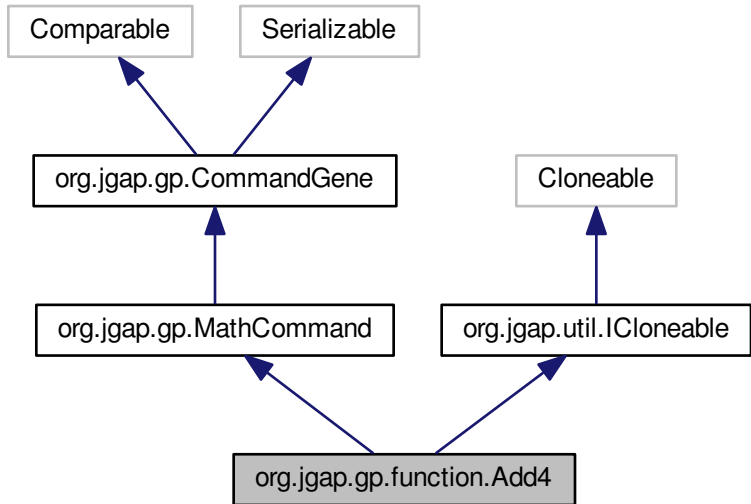 Comparable
Serializable
org.jgap.gp.CommandGene
Cloneable
org.jgap.gp.MathCommand
org.jgap.util.ICloneable
org.jgap.gp.function.Add4